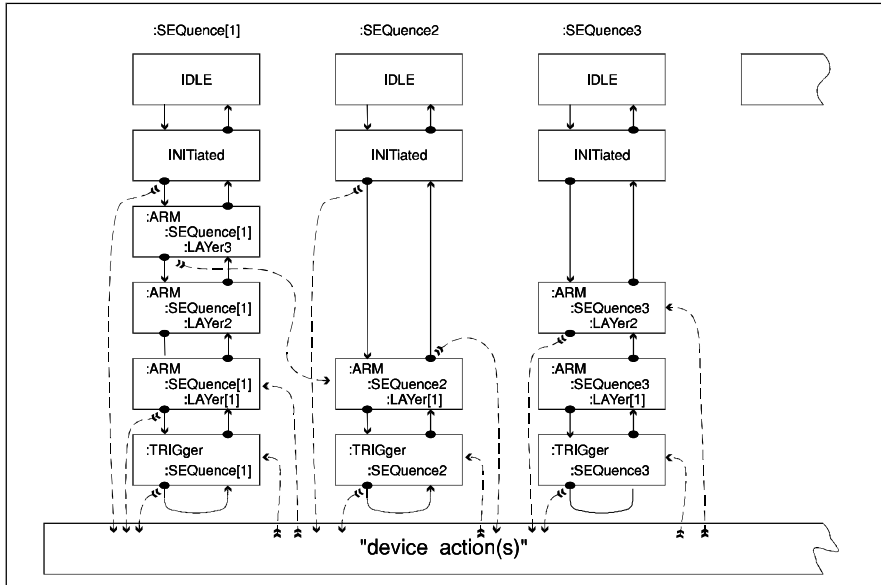 :SEQuence[1]
:SEQuence2
:SEQuence3
IDLE
IDLE
IDLE
INITiated
INITiated
INITiated
:ARM
:SEQuence[1]
:LAYer3
:ARM
:SEQuence[1]
:LAYer2
:ARM
:SEQuence3
:LAYer2
:ARM
:SEQuence[1]
:LAYer[1]
:ARM
:SEQuence2
:LAYer[1]
:ARM
:SEQuence3
:LAYer[1]
:TRIGger
:SEQuence[1]
:TRIGger
:SEQuence2
:TRIGger
:SEQuence3
"device action(s)"